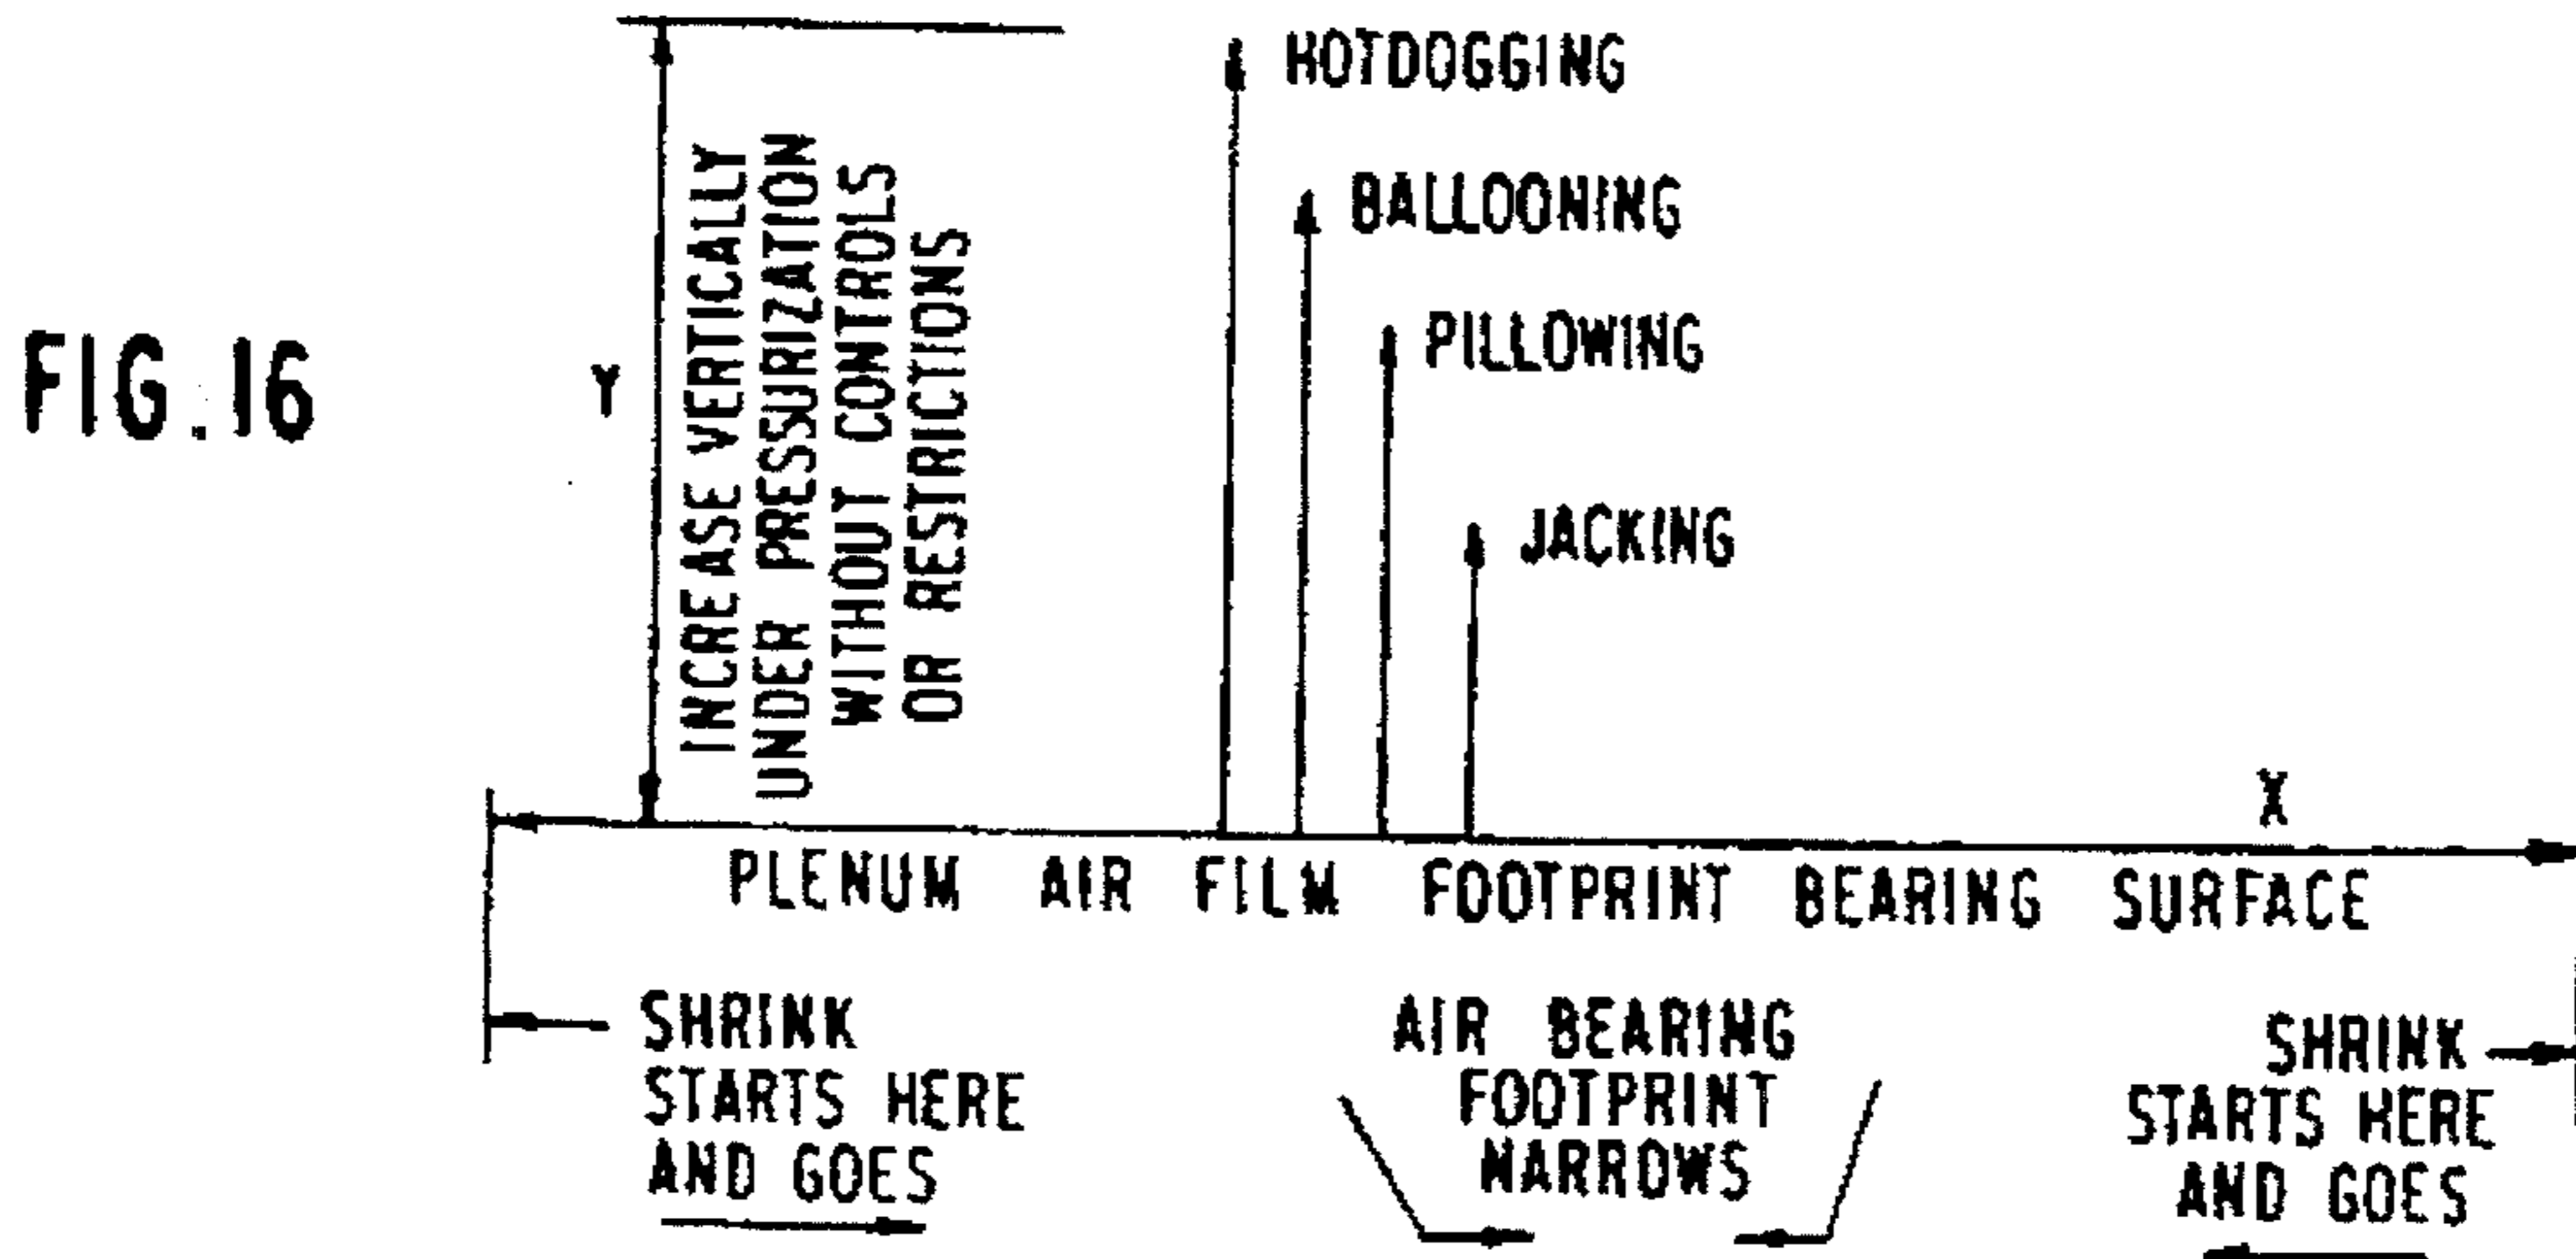 FIG. 16
Y
INCREASE VERTICALLY
UNDER PRESSURIZATION
WITHOUT CONTROLS
OR RESTRICTIONS
HOTDOGGING
BALLOONING
PILLOWING
JACKING
X
PLENUM AIR FILM FOOTPRINT BEARING SURFACE
SHRINK
STARTS HERE
AND GOES
AIR BEARING
FOOTPRINT
NARROWS
SHRINK
STARTS HERE
AND GOES